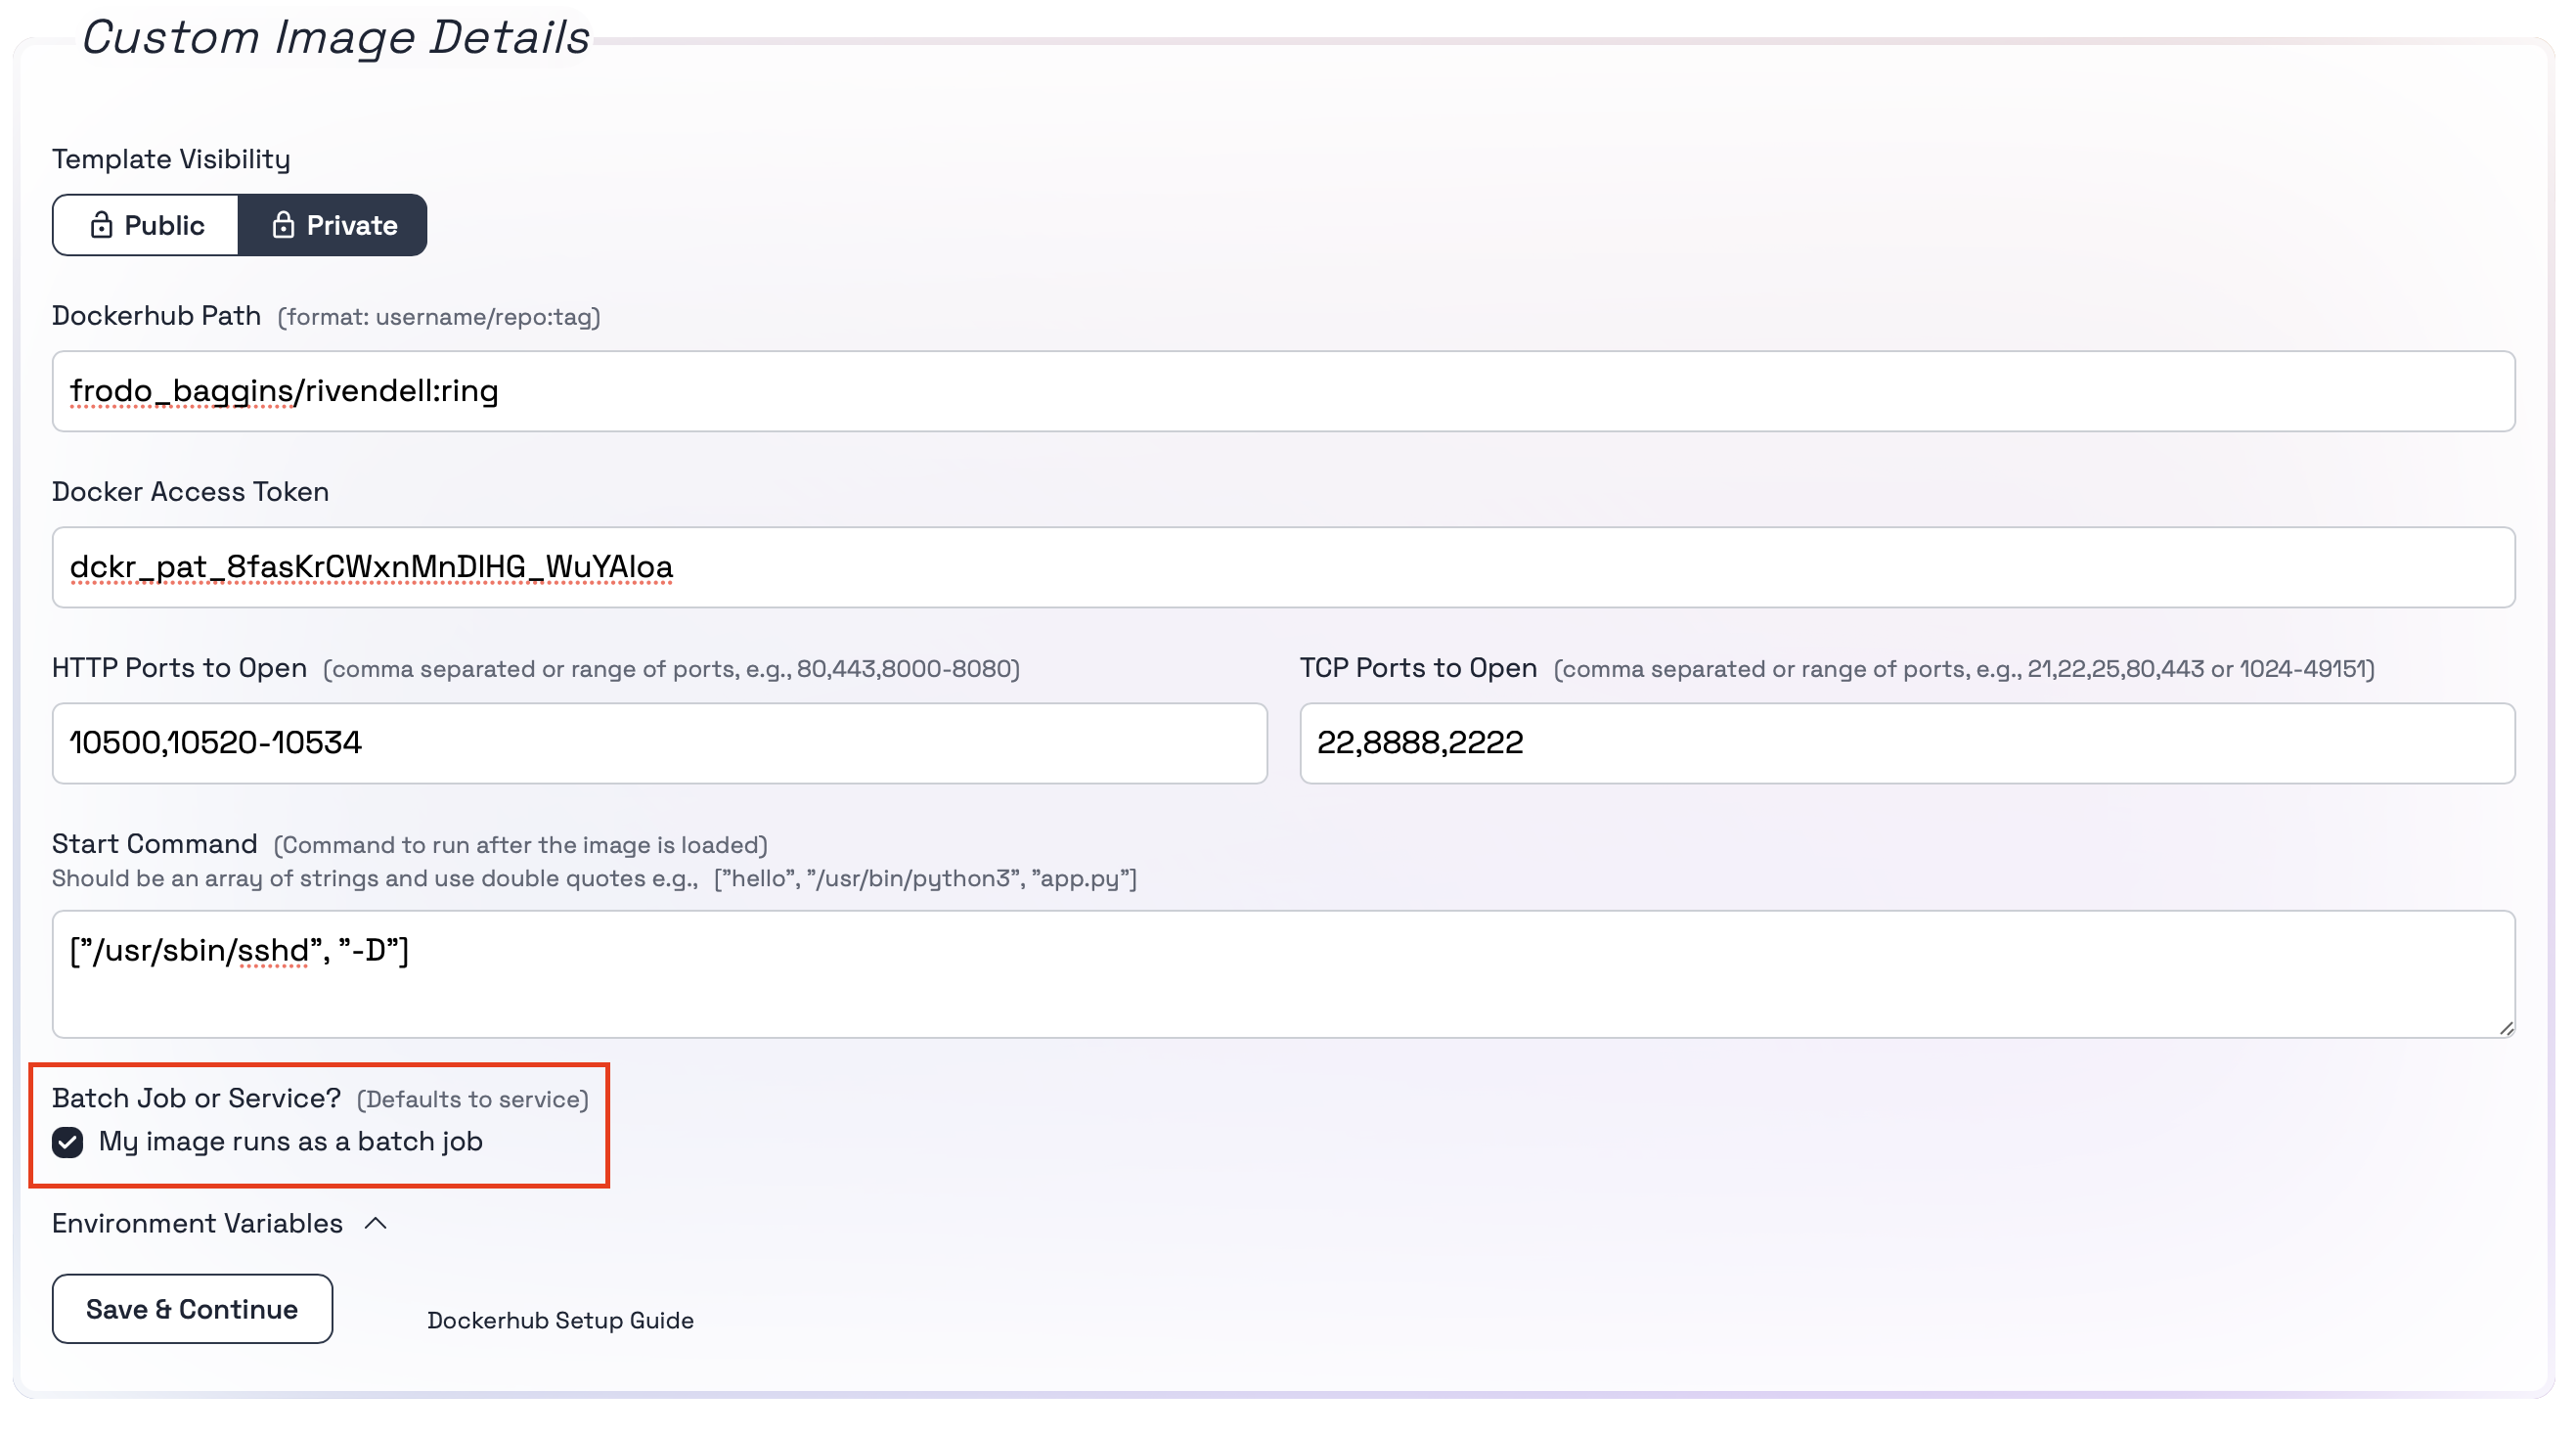 Custom Image Details
Template Visibility
Public Private
Dockerhub Path (format: username/repo:tag)
frodo_baggins/rivendell:ring
Docker Access Token
dckr_pat_8fasKrCWxnMnDlHG_WuYAloa
HTTP Ports to Open (comma separated or range of ports, e.g., 80,443,8000-8080)
10500,10520-10534
TCP Ports to Open (comma separated or range of ports, e.g., 21,22,25,80,443 or 1024-49151)
22,8888,2222
Start Command (Command to run after the image is loaded)
Should be an array of strings and use double quotes e.g., ["hello", "/usr/bin/python3", "app.py"]
["/usr/sbin/sshd", "-D"]
Batch Job or Service? (Defaults to service)
My image runs as a batch job
Environment Variables
Save & Continue
Dockerhub Setup Guide